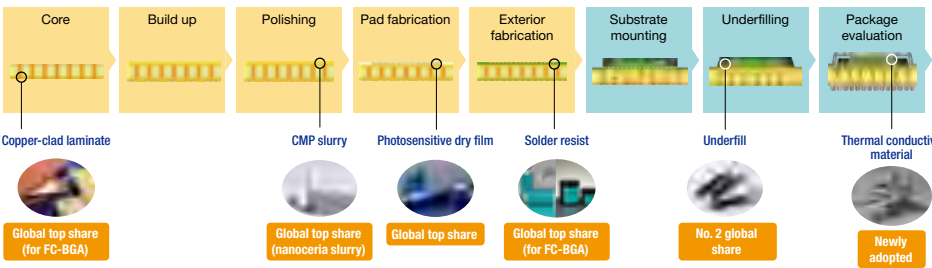 Core
Build up
Polishing
Pad fabrication
Exterior
fabrication
Substrate
mounting
Underfilling
Package
evaluation
Copper-clad laminate
CMP slurry
Photosensitive dry film
Solder resist
Underfill
Thermal conductiv
material
Global top share
(for FC-BGA)
Global top share
(nanoceria slurry)
Global top share
Global top share
(for FC-BGA)
No. 2 global
share
Newly
adopted